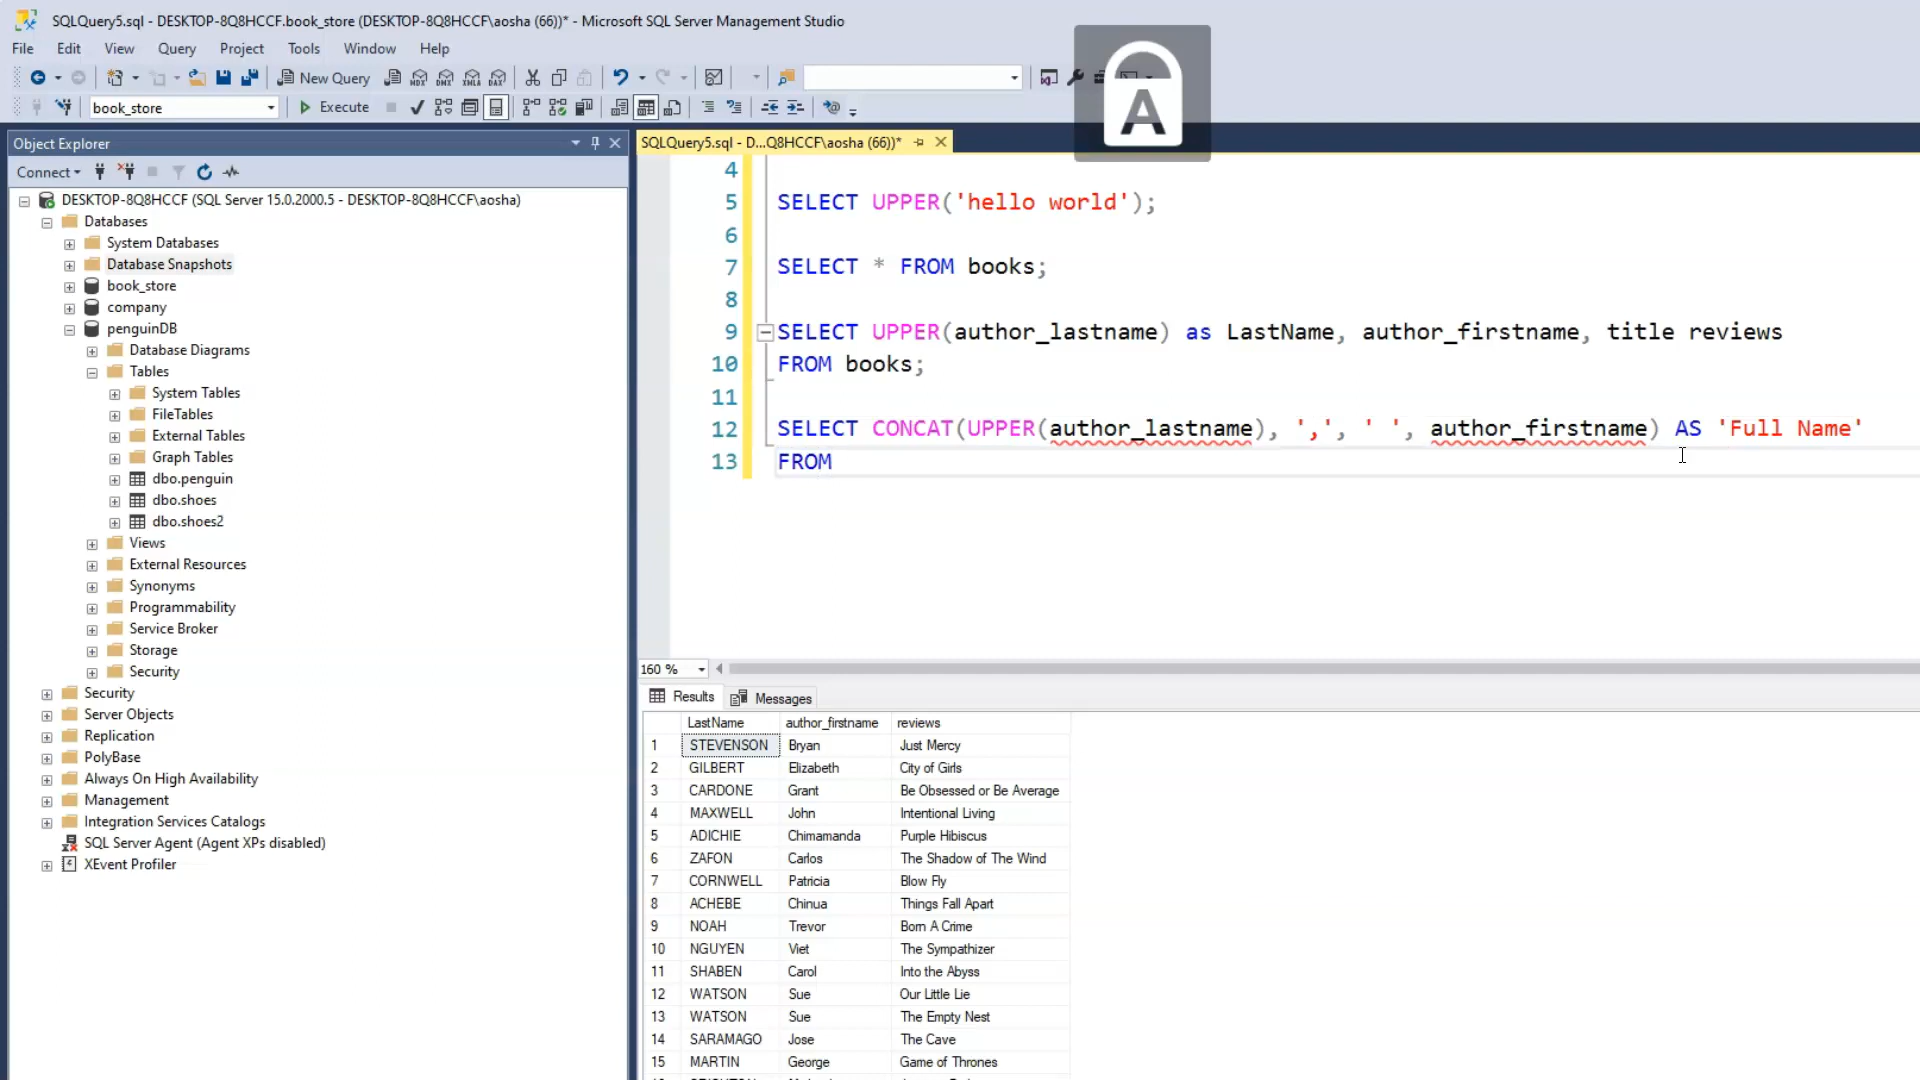 SQLQuery5.sql - DESKTOP-8Q8HCCF.book_store (DESKTOP-8Q8HCCF\aosha (66))* - Microsoft SQL Server Management Studio
File Edit View Query Project Tools Window Help
New Query
book_store Execute
A
Object Explorer
Connect
DESKTOP-8Q8HCCF (SQL Server 15.0.2000.5 - DESKTOP-8Q8HCCF\aosha)
Databases
System Databases
Database Snapshots
book_store
company
penguinDB
Database Diagrams
Tables
System Tables
FileTables
External Tables
Graph Tables
dbo.penguin
dbo.shoes
dbo.shoes2
Views
External Resources
Synonyms
Programmability
Service Broker
Storage
Security
Security
Server Objects
Replication
PolyBase
Always On High Availability
Management
Integration Services Catalogs
SQL Server Agent (Agent XPs disabled)
XEvent Profiler
SQLQuery5.sql - D...Q8HCCF\aosha (66))*
4
5 SELECT UPPER('hello world');
6
7 SELECT * FROM books;
8
9 SELECT UPPER(author_lastname) as LastName, author_firstname, title reviews
10 FROM books;
11
12 SELECT CONCAT(UPPER(author_lastname), ',', ' ', author_firstname) AS 'Full Name'
13 FROM
160 %
Results Messages
LastName author_firstname reviews
1 STEVENSON Bryan Just Mercy
2 GILBERT Elizabeth City of Girls
3 CARDONE Grant Be Obsessed or Be Average
4 MAXWELL John Intentional Living
5 ADICHIE Chimamanda Purple Hibiscus
6 ZAFON Carlos The Shadow of The Wind
7 CORNWELL Patricia Blow Fly
8 ACHEBE Chinua Things Fall Apart
9 NOAH Trevor Born A Crime
10 NGUYEN Viet The Sympathizer
11 SHABEN Carol Into the Abyss
12 WATSON Sue Our Little Lie
13 WATSON Sue The Empty Nest
14 SARAMAGO Jose The Cave
15 MARTIN George Game of Thrones